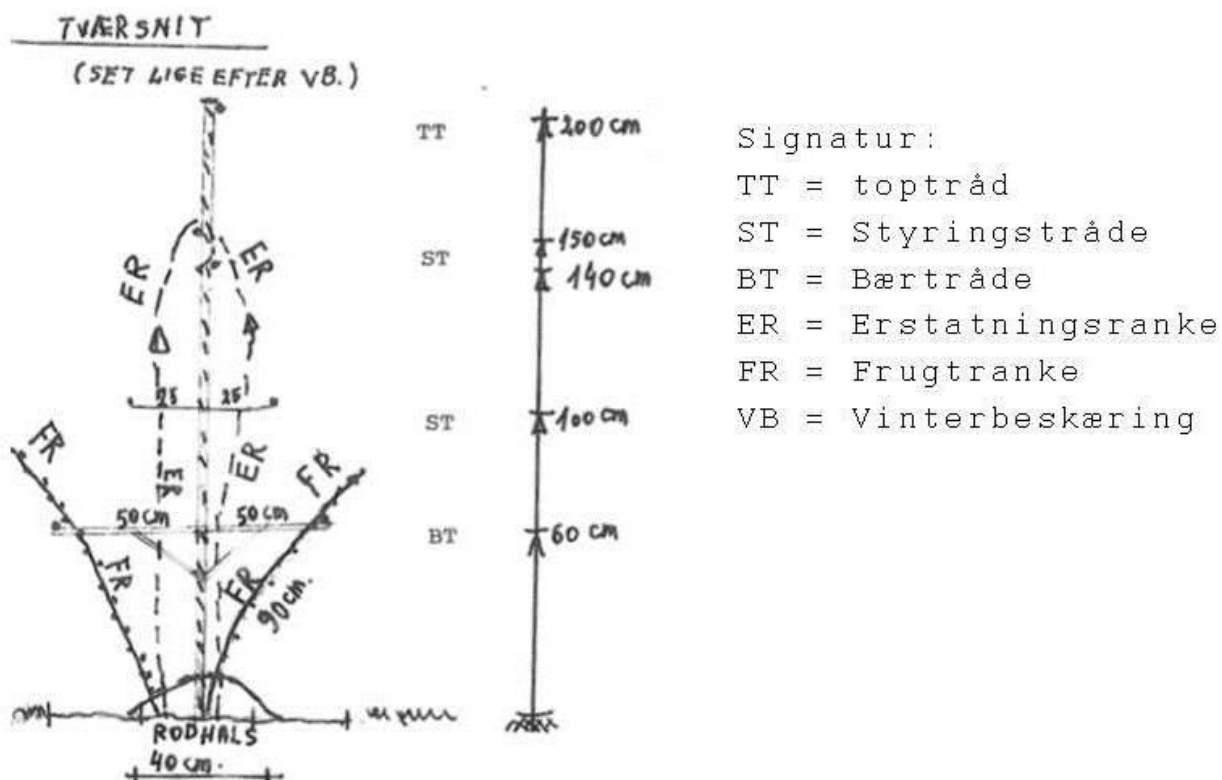 TVÆRSNIT
(SET LIGE EFTER VB.)
TT
200 cm
ER
ER
ST
150 cm
140 cm
25 25
ST
100 cm
FR
ER
ER
FR
50 cm 50 cm
BT
60 cm
FR
FR.
90 cm.
RODHALS
40 cm.
Signatur:
TT = toptråd
ST = Styringstråde
BT = Bærtråde
ER = Erstatningsranke
FR = Frugtranke
VB = Vinterbeskæring